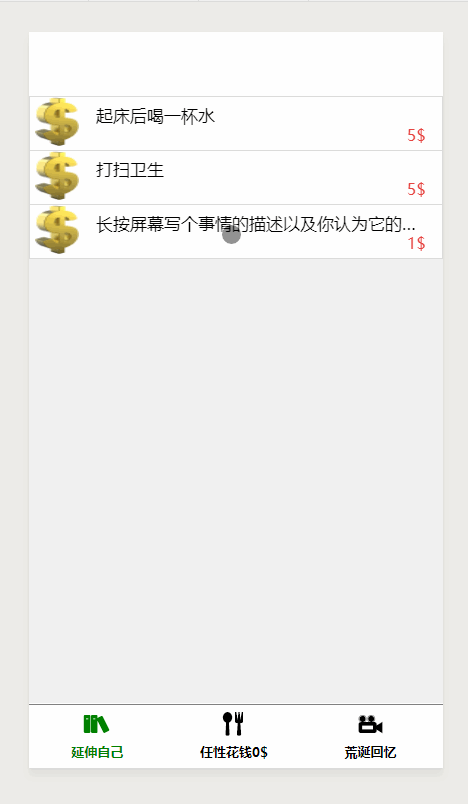 起床后喝一杯水
5$
打扫卫生
5$
长按屏幕写个事情的描述以及你认为它的...
1$
延伸自己 任性花钱0$ 荒诞回忆